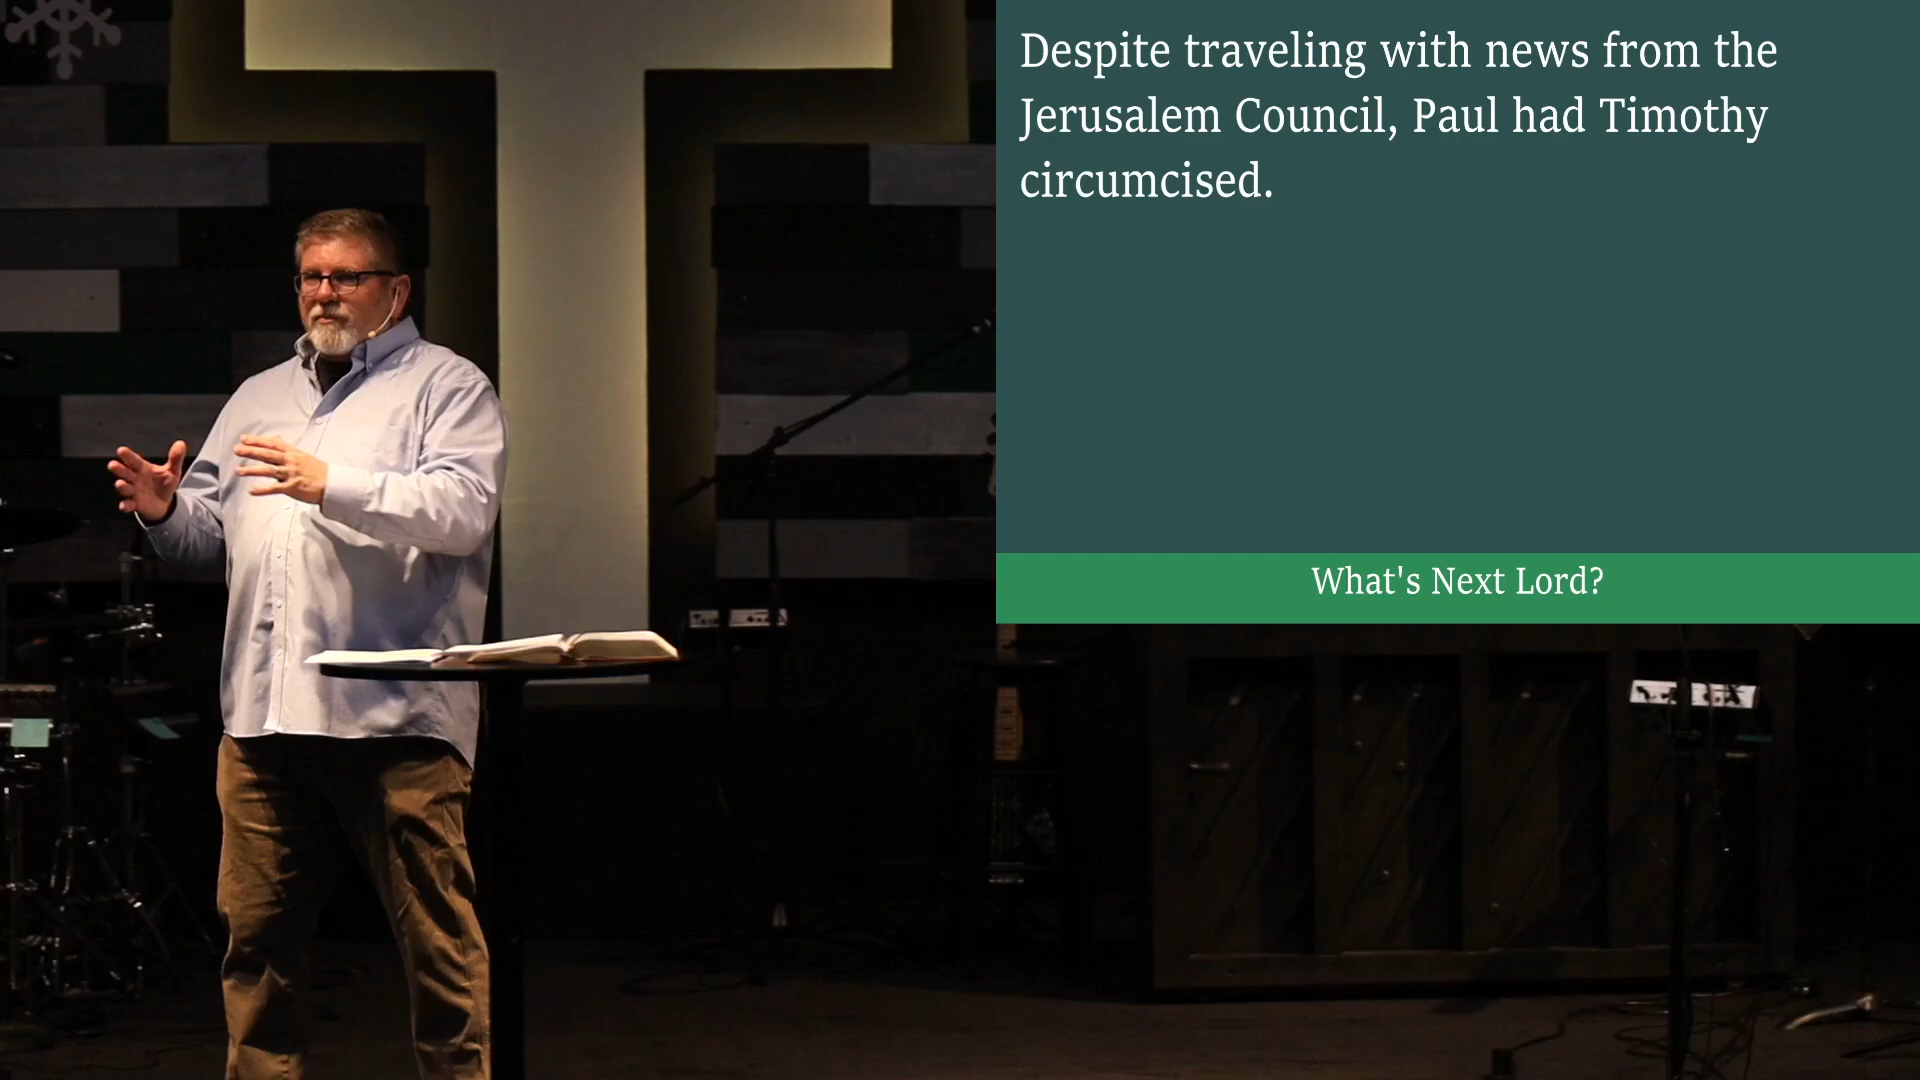 Despite traveling with news from the
Jerusalem Council, Paul had Timothy
circumcised.
What's Next Lord?